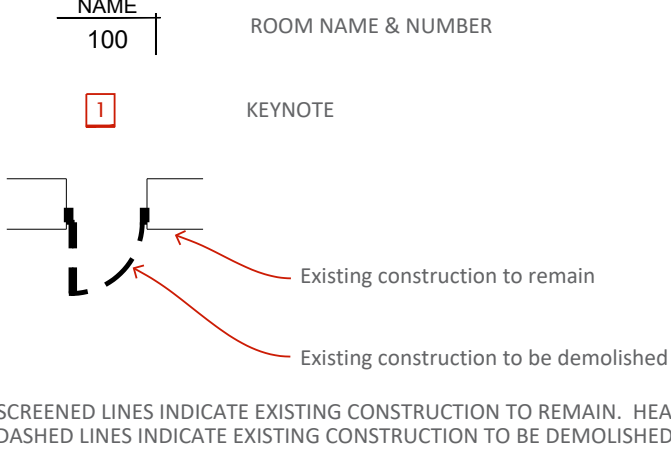 NAME
100
ROOM NAME & NUMBER
1
KEYNOTE
Existing construction to remain
Existing construction to be demolished
SCREENED LINES INDICATE EXISTING CONSTRUCTION TO REMAIN. HEA
DASHED LINES INDICATE EXISTING CONSTRUCTION TO BE DEMOLISHED